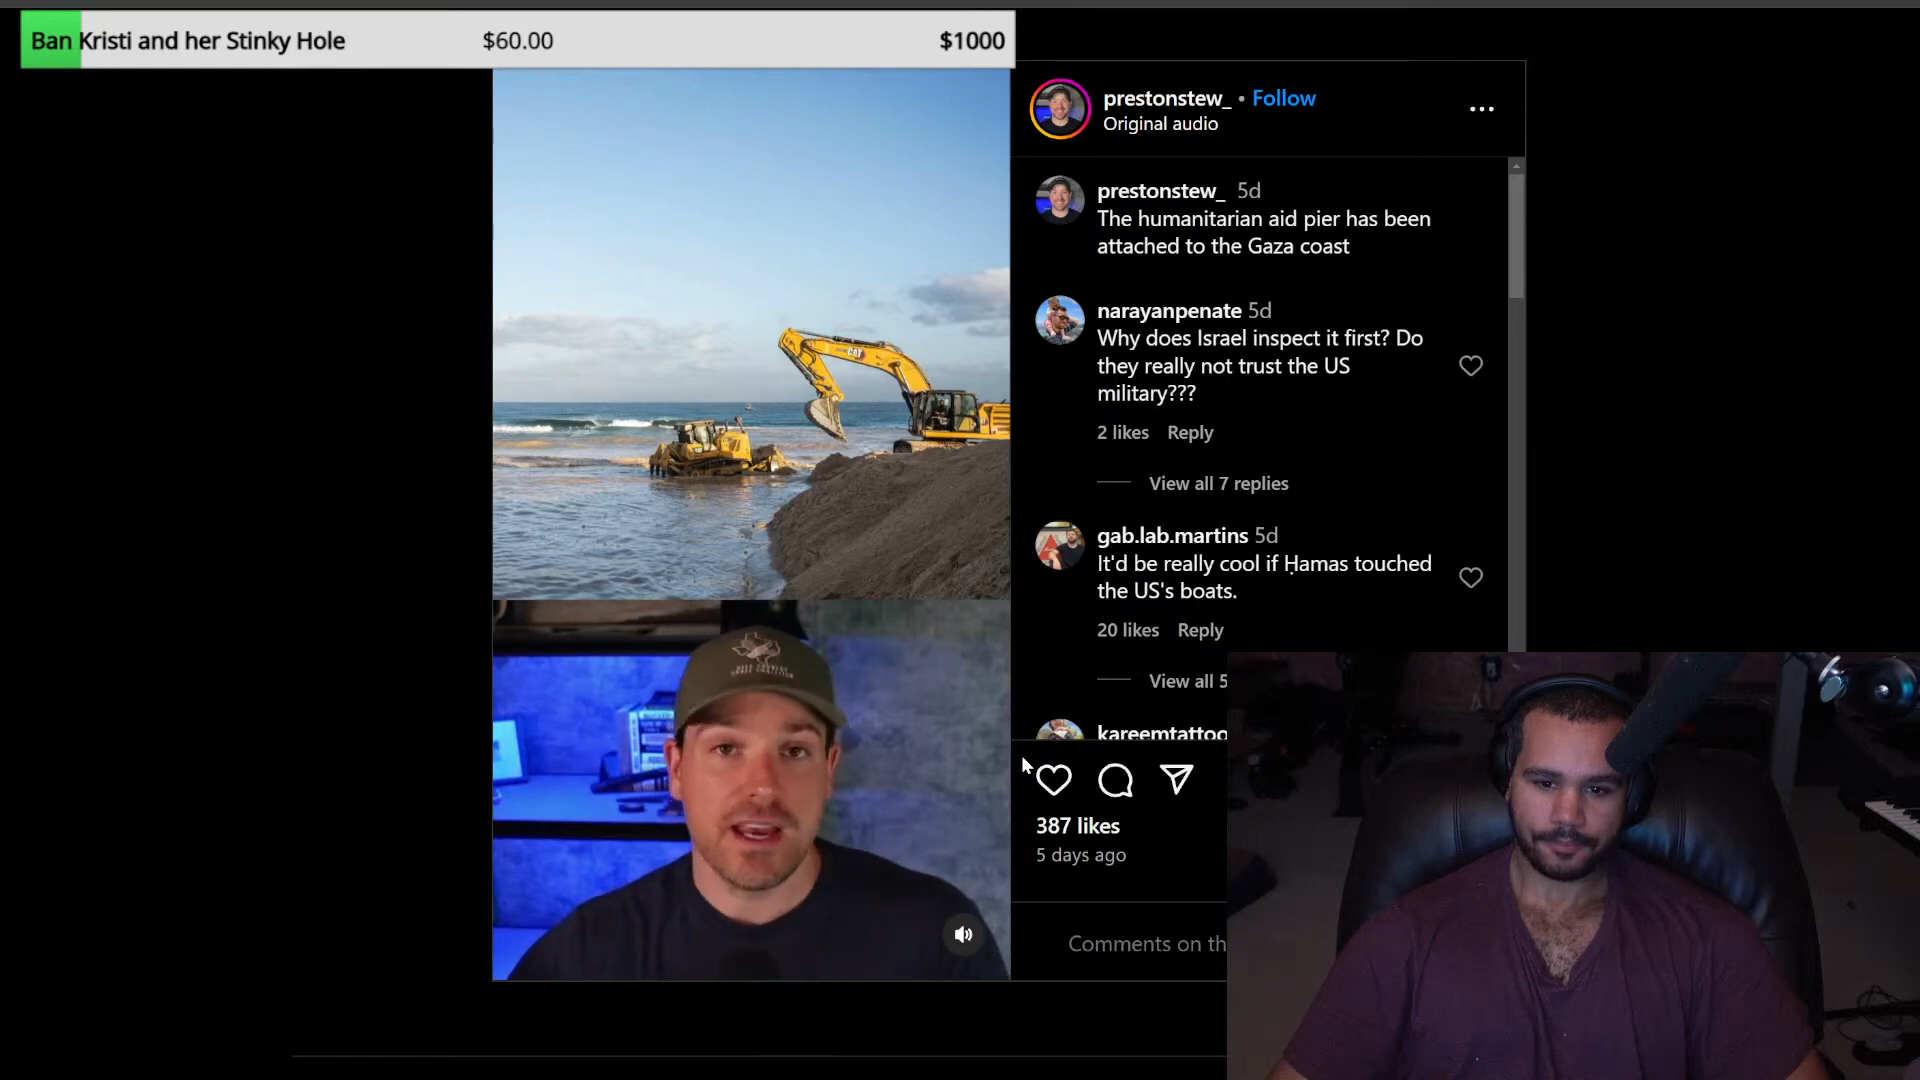 Ban Kristi and her Stinky Hole $60.00 $1000
prestonstew_ • Follow
Original audio
prestonstew_ 5d
The humanitarian aid pier has been
attached to the Gaza coast
narayanpenate 5d
Why does Israel inspect it first? Do
they really not trust the US
military???
2 likes Reply
View all 7 replies
gab.lab.martins 5d
It'd be really cool if Ḥamas touched
the US's boats.
20 likes Reply
View all 5
kareemtattoo
387 likes
5 days ago
Comments on th
CAT